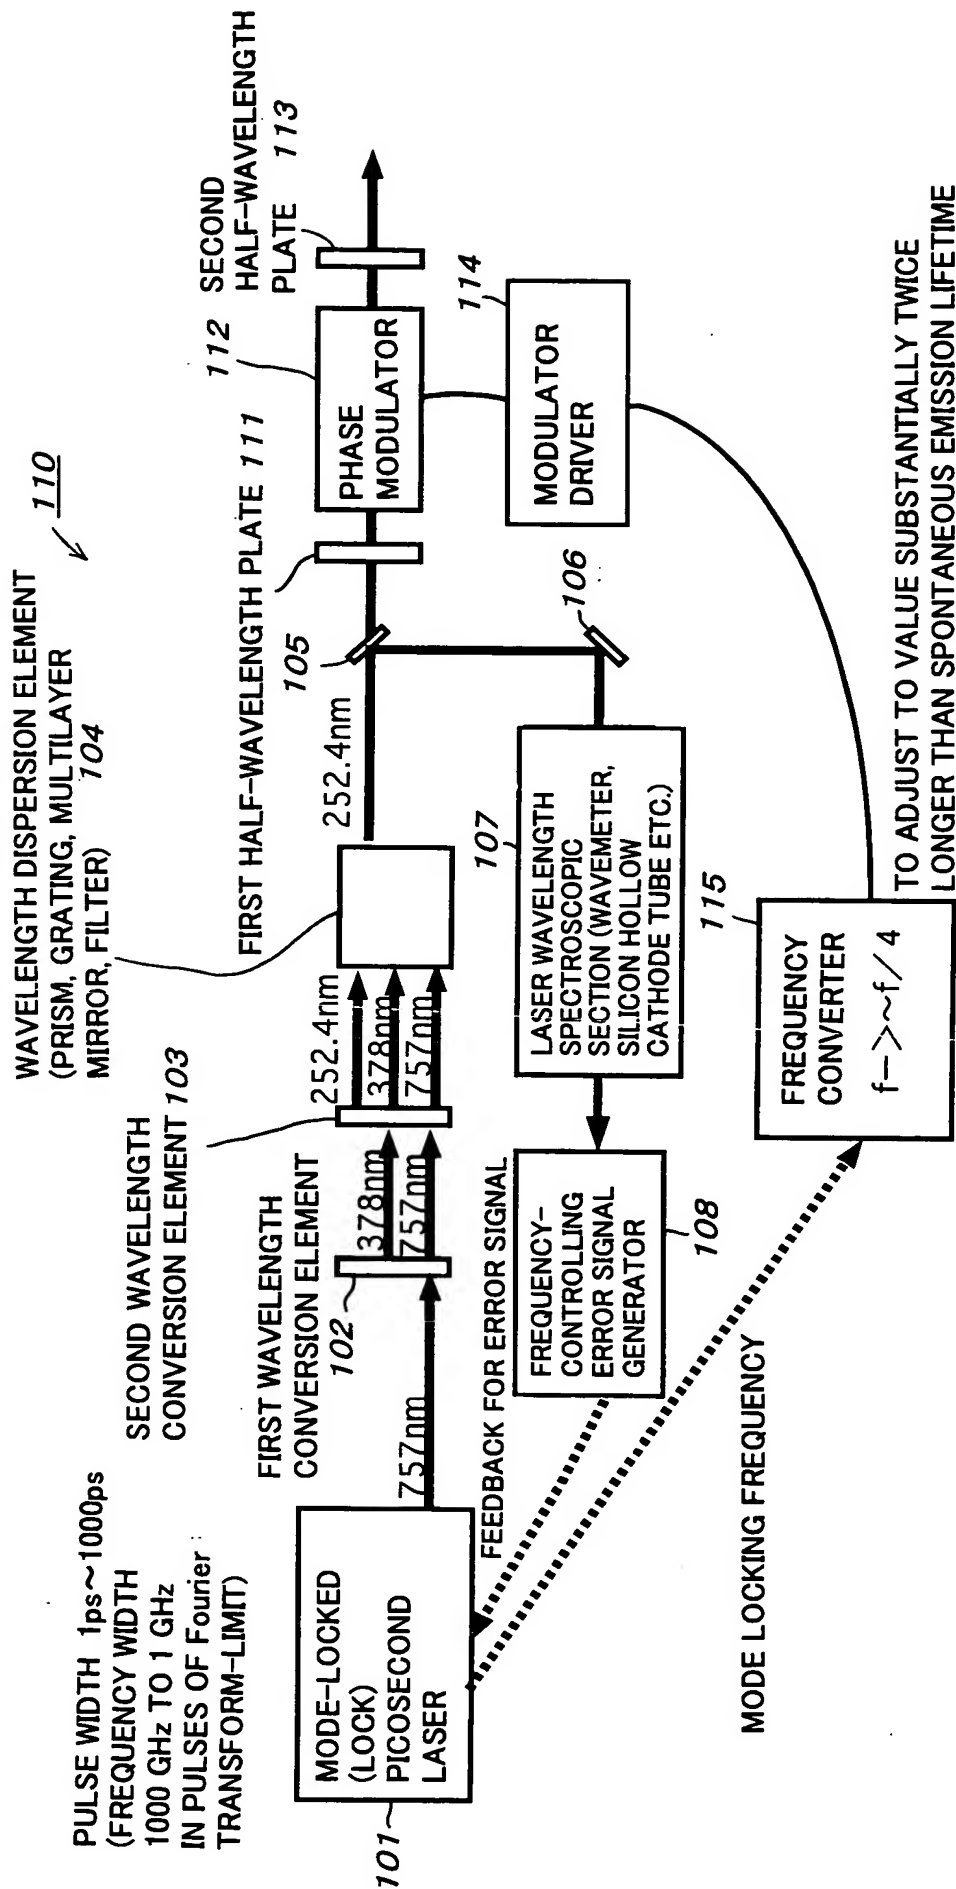 110
WAVELENGTH DISPERSION ELEMENT
(PRISM, GRATING, MULTILAYER
MIRROR, FILTER) 104
SECOND WAVELENGTH
CONVERSION ELEMENT 103
FIRST WAVELENGTH
CONVERSION ELEMENT
102
PULSE WIDTH 1ps~1000ps
(FREQUENCY WIDTH
1000 GHz TO 1 GHz
IN PULSES OF Fourier
TRANSFORM-LIMIT)
MODE-LOCKED
(LOCK)
PICOSECOND
LASER
101
757nm
378nm
757nm
252.4nm
378nm
757nm
252.4nm
105
FIRST HALF-WAVELENGTH PLATE 111
PHASE
MODULATOR
112
SECOND
HALF-WAVELENGTH
PLATE 113
MODULATOR
DRIVER
114
106
LASER WAVELENGTH
SPECTROSCOPIC
SECTION (WAVEMETER,
SILICON HOLLOW
CATHODE TUBE ETC.)
107
FREQUENCY-
CONTROLLING
ERROR SIGNAL
GENERATOR
108
FEEDBACK FOR ERROR SIGNAL
MODE LOCKING FREQUENCY
FREQUENCY
CONVERTER
f—>~f/4
115
TO ADJUST TO VALUE SUBSTANTIALLY TWICE
LONGER THAN SPONTANEOUS EMISSION LIFETIME